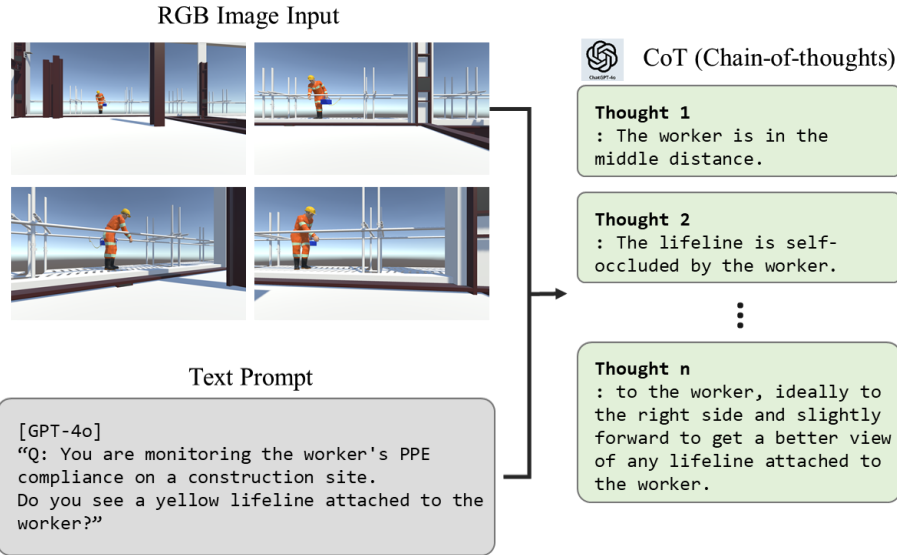 RGB Image Input
ChatGPT-4o
CoT (Chain-of-thoughts)
Thought 1
: The worker is in the
middle distance.
Thought 2
: The lifeline is self-
occluded by the worker.
Thought n
: to the worker, ideally to
the right side and slightly
forward to get a better view
of any lifeline attached to
the worker.
Text Prompt
[GPT-4o]
“Q: You are monitoring the worker's PPE
compliance on a construction site.
Do you see a yellow lifeline attached to the
worker?”